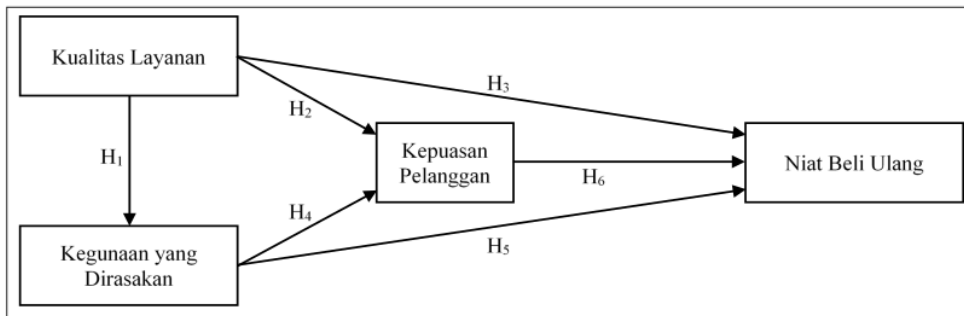 Kualitas Layanan
H₃
H₂
H₁
Kepuasan
Pelanggan
Niat Beli Ulang
H₆
H₄
Kegunaan yang
Dirasakan
H₅